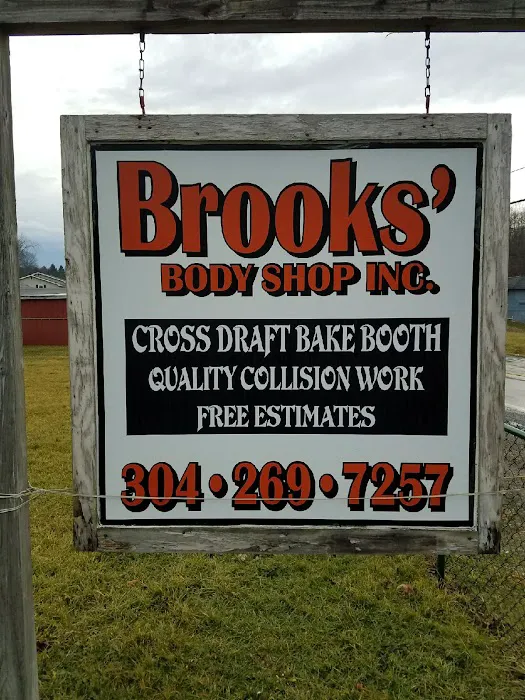 Brooks'
BODY SHOP INC.
CROSS DRAFT BAKE BOOTH
QUALITY COLLISION WORK
FREE ESTIMATES
304•269•7257